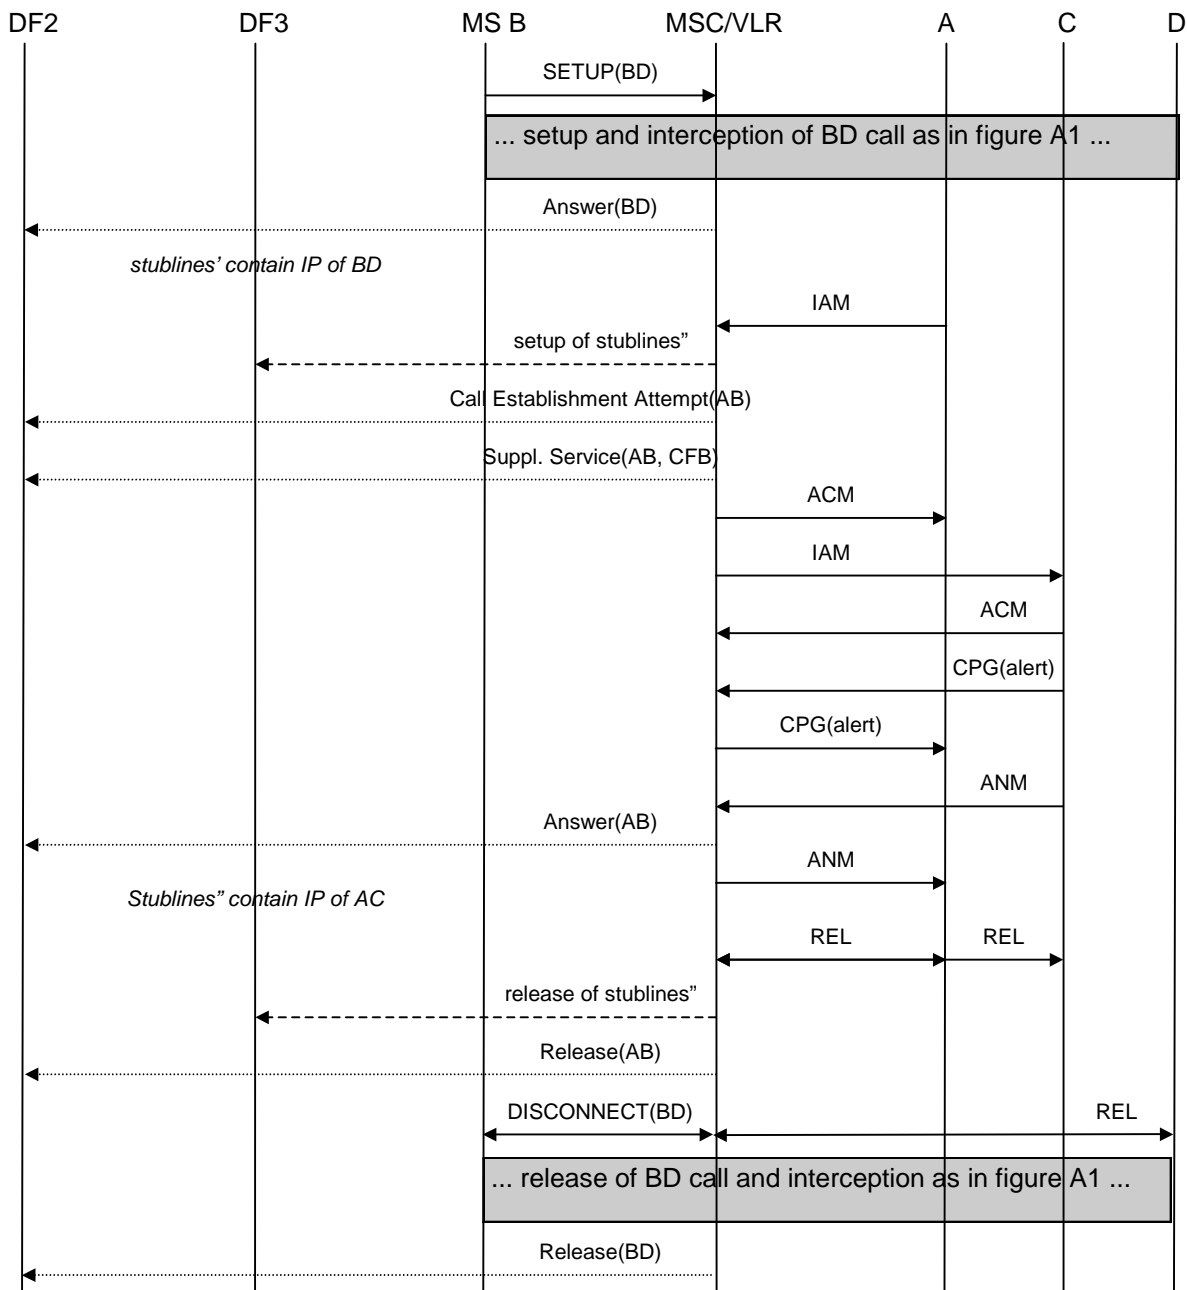 DF2 DF3 MS B MSC/VLR A C D
SETUP(BD)
... setup and interception of BD call as in figure A1 ...
Answer(BD)
stublines’ contain IP of BD
IAM
setup of stublines”
Call Establishment Attempt(AB)
Suppl. Service(AB, CFB)
ACM
IAM
ACM
CPG(alert)
CPG(alert)
ANM
Answer(AB)
ANM
Stublines” contain IP of AC
REL REL
release of stublines”
Release(AB)
DISCONNECT(BD) REL
... release of BD call and interception as in figure A1 ...
Release(BD)